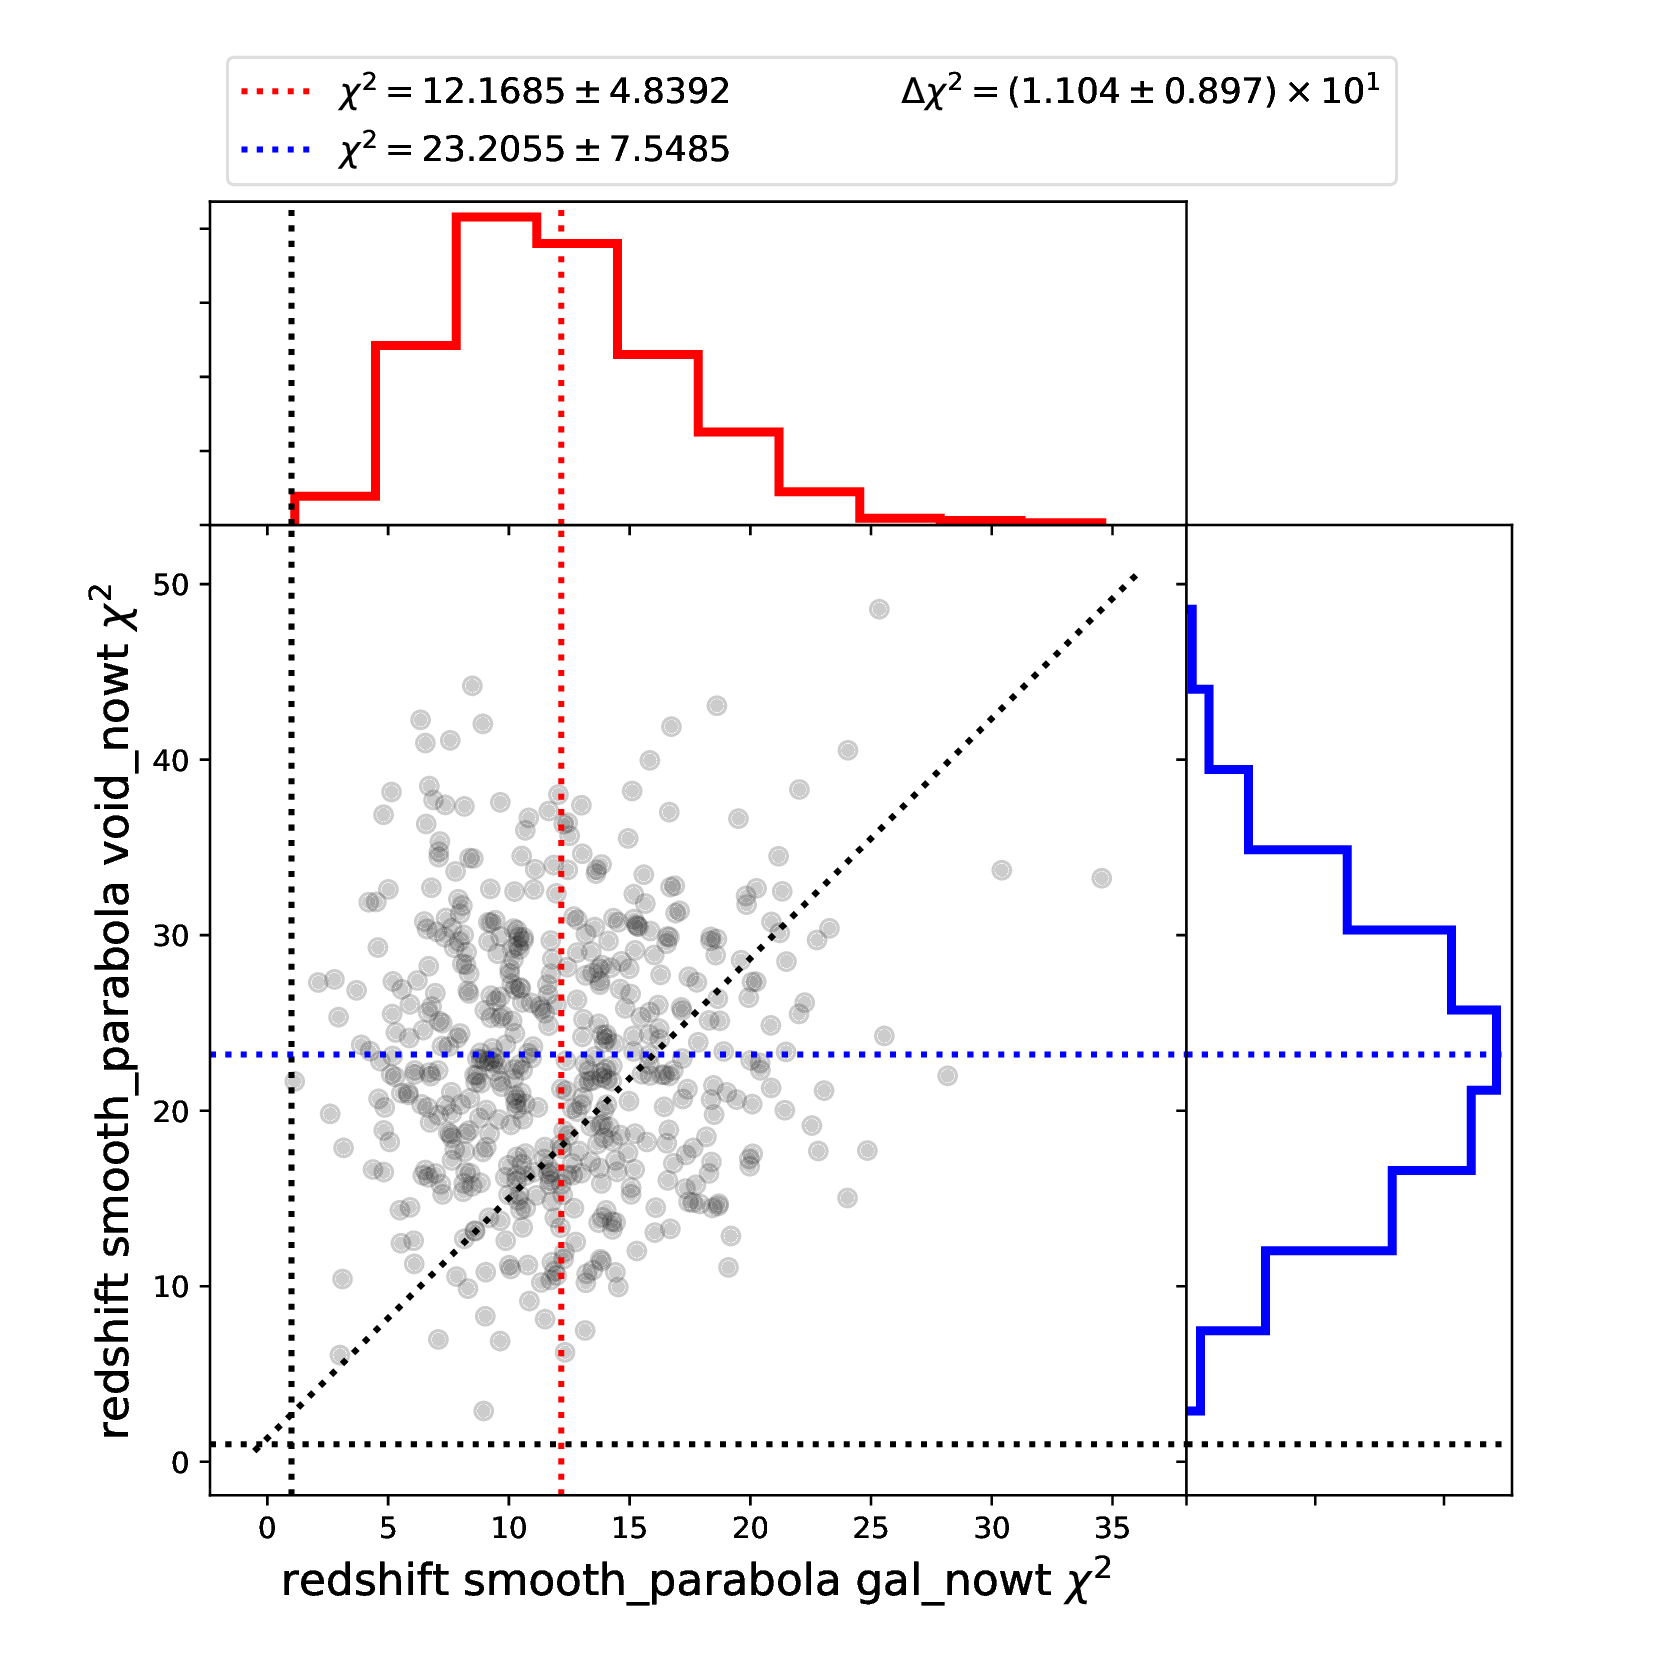 χ² = 12.1685 ± 4.8392 Δχ² = (1.104 ± 0.897) × 10¹
χ² = 23.2055 ± 7.5485
redshift smooth_parabola void_nowt χ²
50
40
30
20
10
0
0 5 10 15 20 25 30 35
redshift smooth_parabola gal_nowt χ²